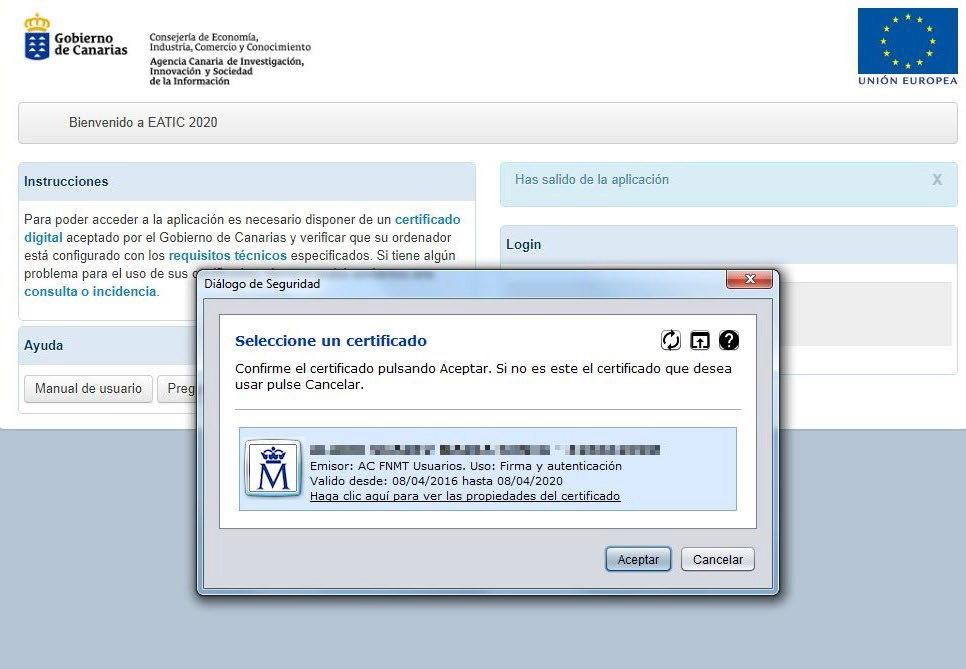 Gobierno
de Canarias
Consejería de Economía,
Industria, Comercio y Conocimiento
Agencia Canaria de Investigación,
Innovación y Sociedad
de la Información
UNIÓN EUROPEA
Bienvenido a EATIC 2020
Instrucciones
Para poder acceder a la aplicación es necesario disponer de un certificado
digital aceptado por el Gobierno de Canarias y verificar que su ordenador
está configurado con los requisitos técnicos especificados. Si tiene algún
problema para el uso de sus
consulta o incidencia.
Ayuda
Manual de usuario
Preg
Has salido de la aplicación
X
Login
Diálogo de Seguridad
Seleccione un certificado
Confirme el certificado pulsando Aceptar. Si no es este el certificado que desea
usar pulse Cancelar.
M
Emisor: AC FNMT Usuarios. Uso: Firma y autenticación
Valido desde: 08/04/2016 hasta 08/04/2020
Haga clic aquí para ver las propiedades del certificado
Aceptar
Cancelar